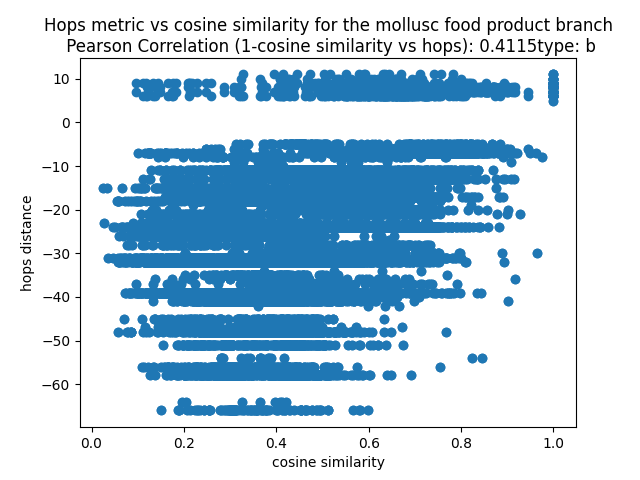 Hops metric vs cosine similarity for the mollusc food product branch
Pearson Correlation (1-cosine similarity vs hops): 0.4115type: b
10
0
−10
−20
−30
−40
−50
−60
hops distance
0.0 0.2 0.4 0.6 0.8 1.0
cosine similarity